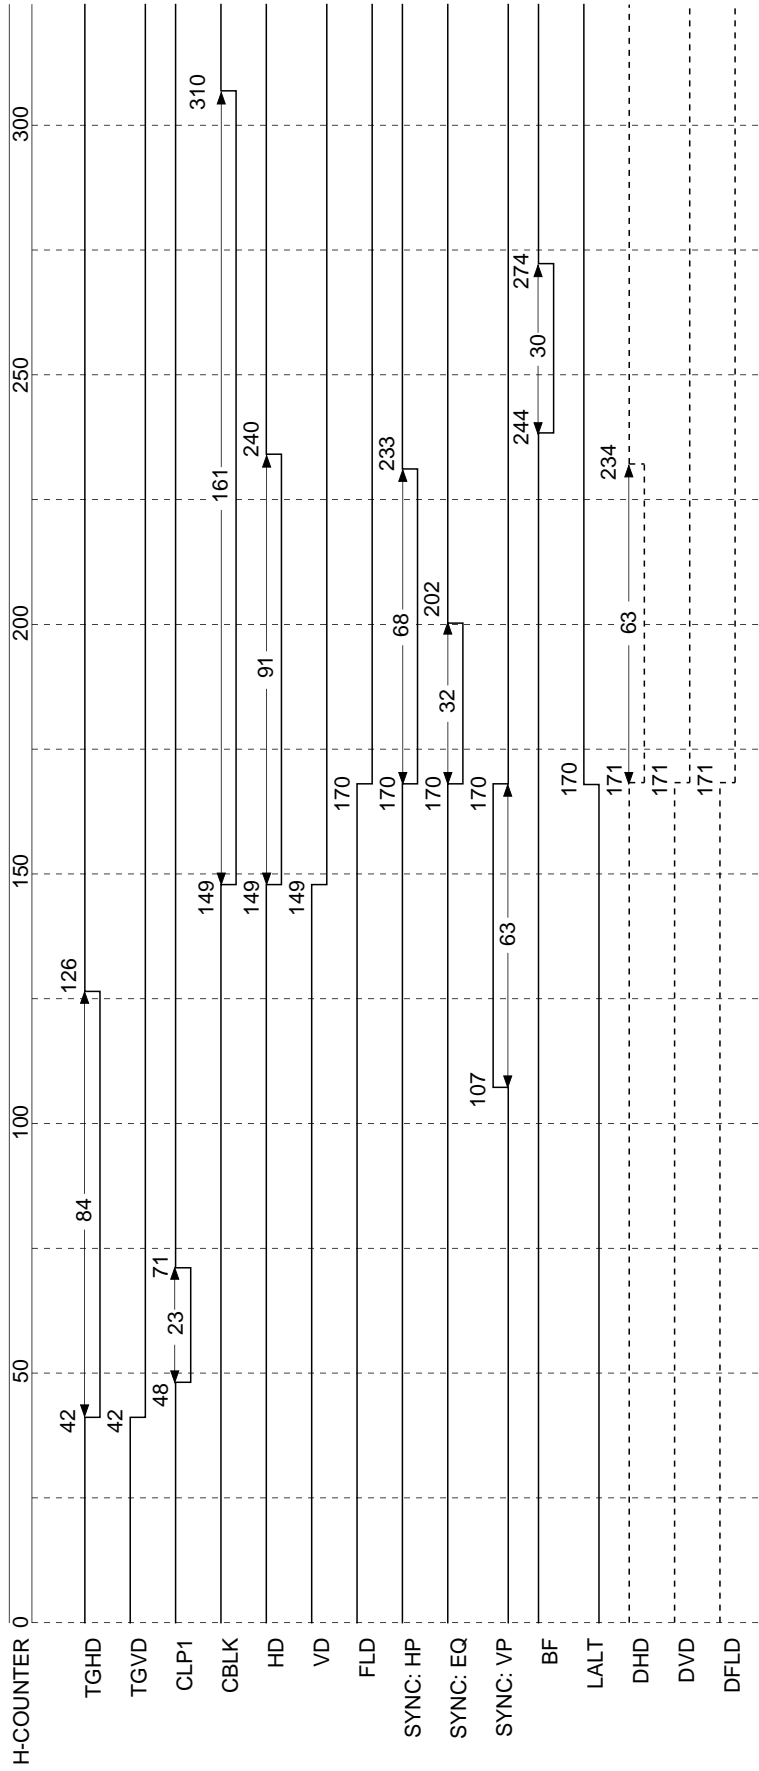 H-COUNTER 0 50 100 150 200 250 300
TGHD 42 84 126
TGVD 42
CLP1 48 23 71
CBLK 149 161 310
HD 149 91 240
VD 149
FLD 170
SYNC: HP 170 68 233
SYNC: EQ 170 32 202
SYNC: VP 107 63 170
BF 244 30 274
LALT 170
DHD 171 63 234
DVD 171
DFLD 171